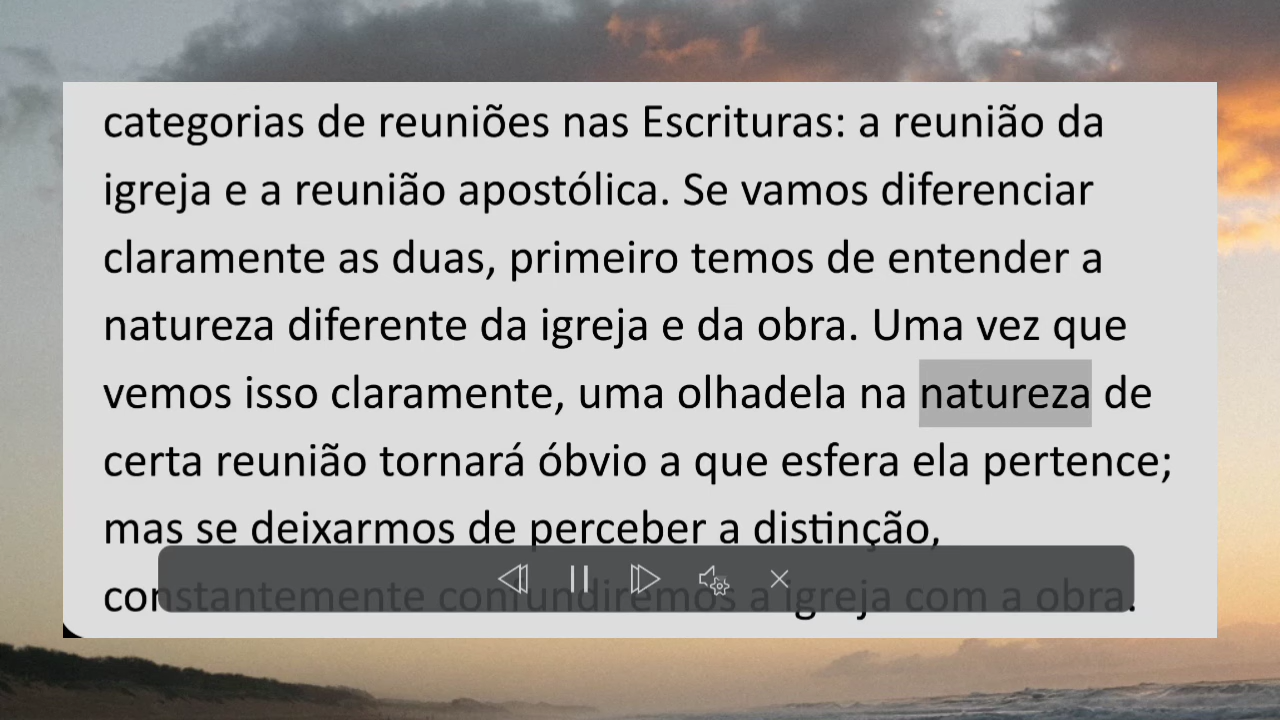 categorias de reuniões nas Escrituras: a reunião da
igreja e a reunião apostólica. Se vamos diferenciar
claramente as duas, primeiro temos de entender a
natureza diferente da igreja e da obra. Uma vez que
vemos isso claramente, uma olhadela na natureza de
certa reunião tornará óbvio a que esfera ela pertence;
mas se deixarmos de perceber a distinção,
constantemente confundiremos a igreja com a obra.